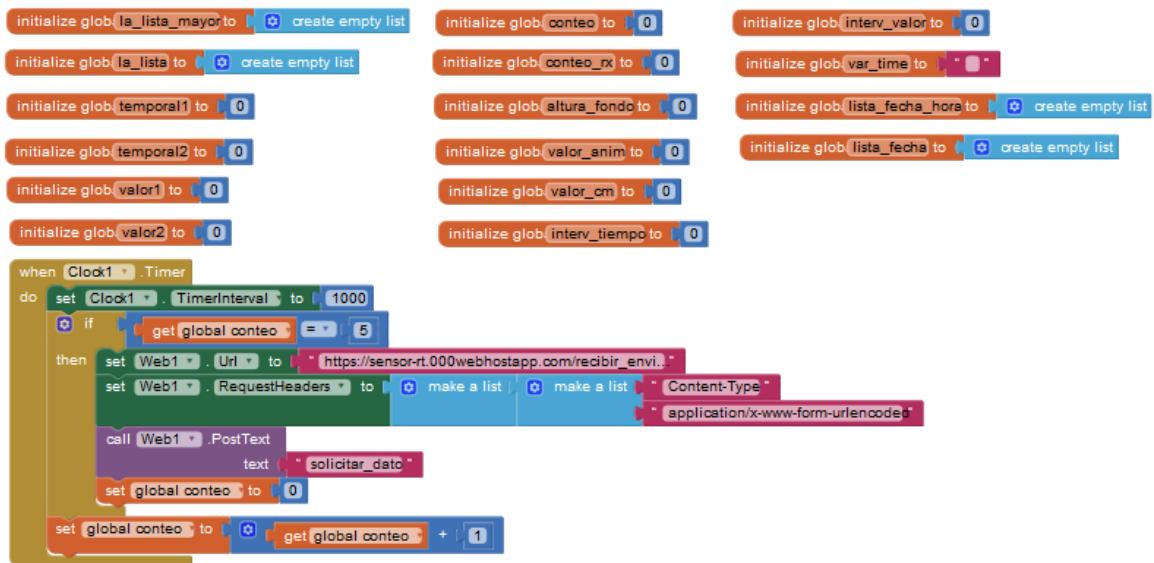 initialize glob. la_lista_mayor to create empty list
initialize glob. conteo to 0
initialize glob. interv_valor to 0
initialize glob. la_lista to create empty list
initialize glob. conteo_rx to 0
initialize glob. var_time to " "
initialize glob. temporal1 to 0
initialize glob. altura_fondo to 0
initialize glob. lista_fecha_hora to create empty list
initialize glob. temporal2 to 0
initialize glob. valor_anim to 0
initialize glob. lista_fecha to create empty list
initialize glob. valor1 to 0
initialize glob. valor_cm to 0
initialize glob. valor2 to 0
initialize glob. interv_tiempo to 0
when Clock1 .Timer
do set Clock1 . TimerInterval to 1000
if get global conteo = 5
then set Web1 . Url to " https://sensor-rt.000webhostapp.com/recibir_envi... "
set Web1 . RequestHeaders to make a list make a list " Content-Type "
" application/x-www-form-urlencoded "
call Web1 .PostText
text " solicitar_dato "
set global conteo to 0
set global conteo to get global conteo + 1